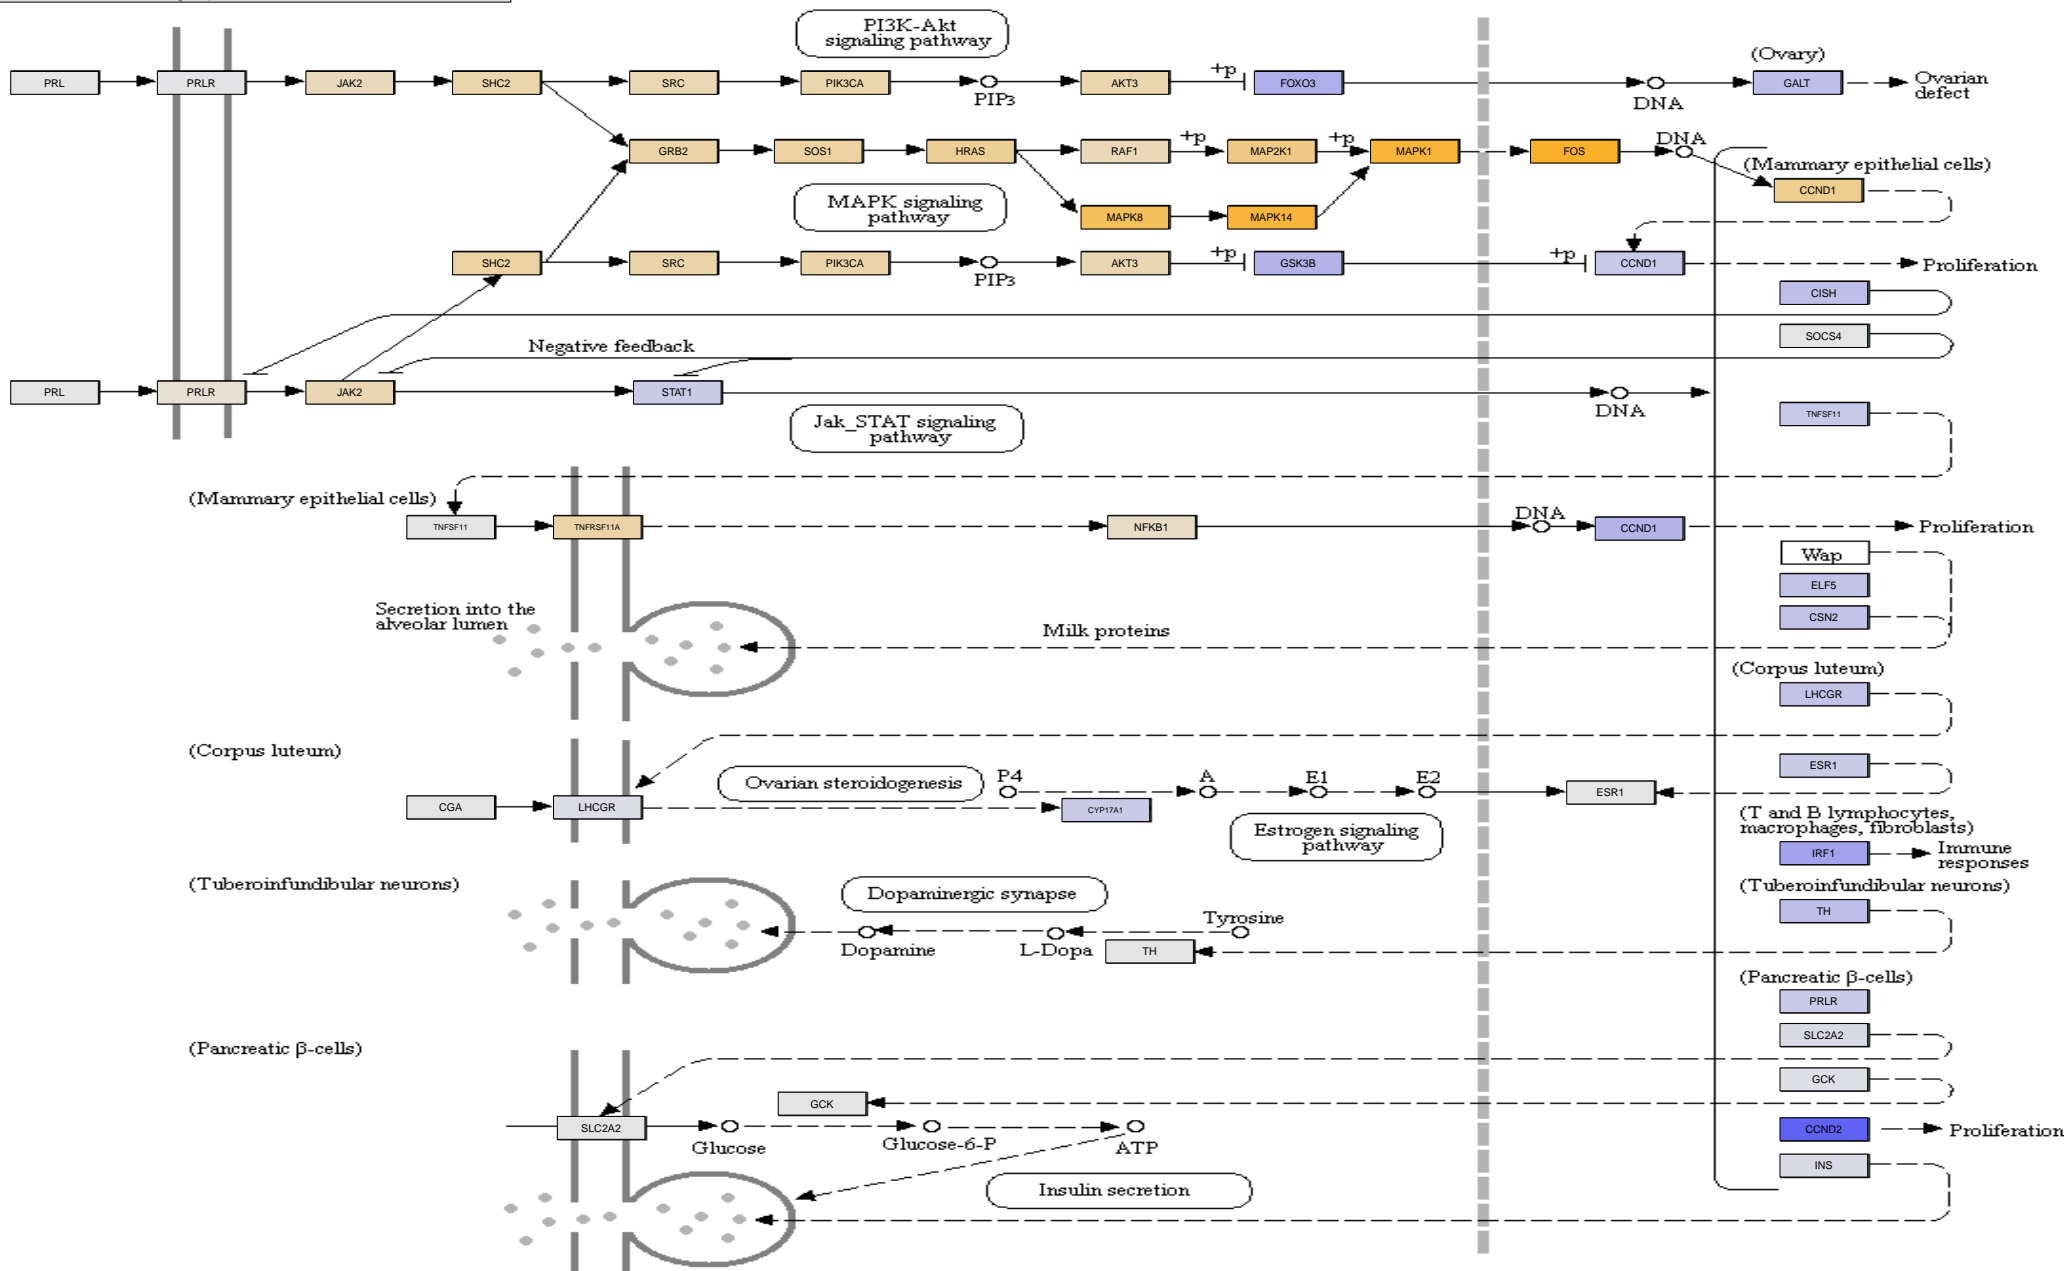 PI3K-Akt
signaling pathway
(Ovary)
PRL
PRLR
JAK2
SHC2
SRC
PIK3CA
PIP3
AKT3
+p
FOXO3
DNA
GALT
Ovarian
defect
GRB2
SOS1
HRAS
RAF1
+p
MAP2K1
+p
MAPK1
FOS
DNA
(Mammary epithelial cells)
CCND1
MAPK signaling
pathway
MAPK8
MAPK14
SHC2
SRC
PIK3CA
PIP3
AKT3
+p
GSK3B
+p
CCND1
Proliferation
CISH
SOCS4
Negative feedback
PRL
PRLR
JAK2
STAT1
DNA
Jak_STAT signaling
pathway
TNFSF11
(Mammary epithelial cells)
TNFSF11
TNFRSF11A
NFKB1
DNA
CCND1
Proliferation
Wap
ELF5
CSN2
Secretion into the
alveolar lumen
Milk proteins
(Corpus luteum)
LHCGR
(Corpus luteum)
ESR1
Ovarian steroidogenesis
P4
A
E1
E2
ESR1
CGA
LHCGR
CYP17A1
Estrogen signaling
pathway
(T and B lymphocytes,
macrophages, fibroblasts)
IRF1
Immune
responses
(Tuberoinfundibular neurons)
(Tuberoinfundibular neurons)
Dopaminergic synapse
TH
Tyrosine
Dopamine
L-Dopa
TH
(Pancreatic β-cells)
PRLR
SLC2A2
(Pancreatic β-cells)
GCK
GCK
SLC2A2
Glucose
Glucose-6-P
ATP
CCND2
Proliferation
INS
Insulin secretion